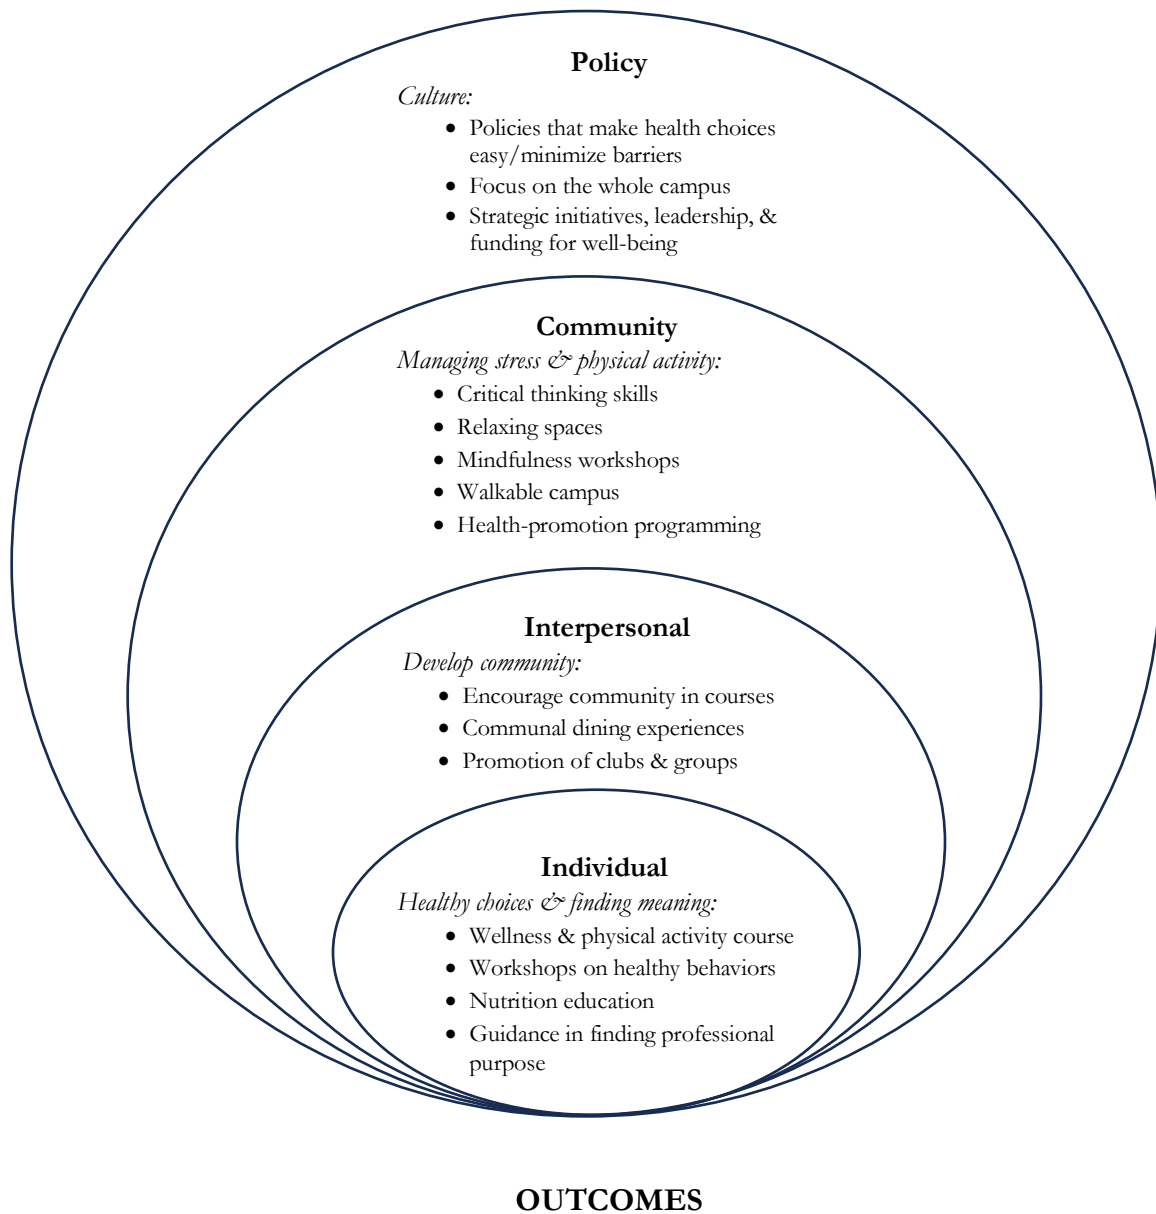 Policy
Culture:
• Policies that make health choices
easy/minimize barriers
• Focus on the whole campus
• Strategic initiatives, leadership, &
funding for well-being
Community
Managing stress & physical activity:
• Critical thinking skills
• Relaxing spaces
• Mindfulness workshops
• Walkable campus
• Health-promotion programming
Interpersonal
Develop community:
• Encourage community in courses
• Communal dining experiences
• Promotion of clubs & groups
Individual
Healthy choices & finding meaning:
• Wellness & physical activity course
• Workshops on healthy behaviors
• Nutrition education
• Guidance in finding professional
purpose
OUTCOMES